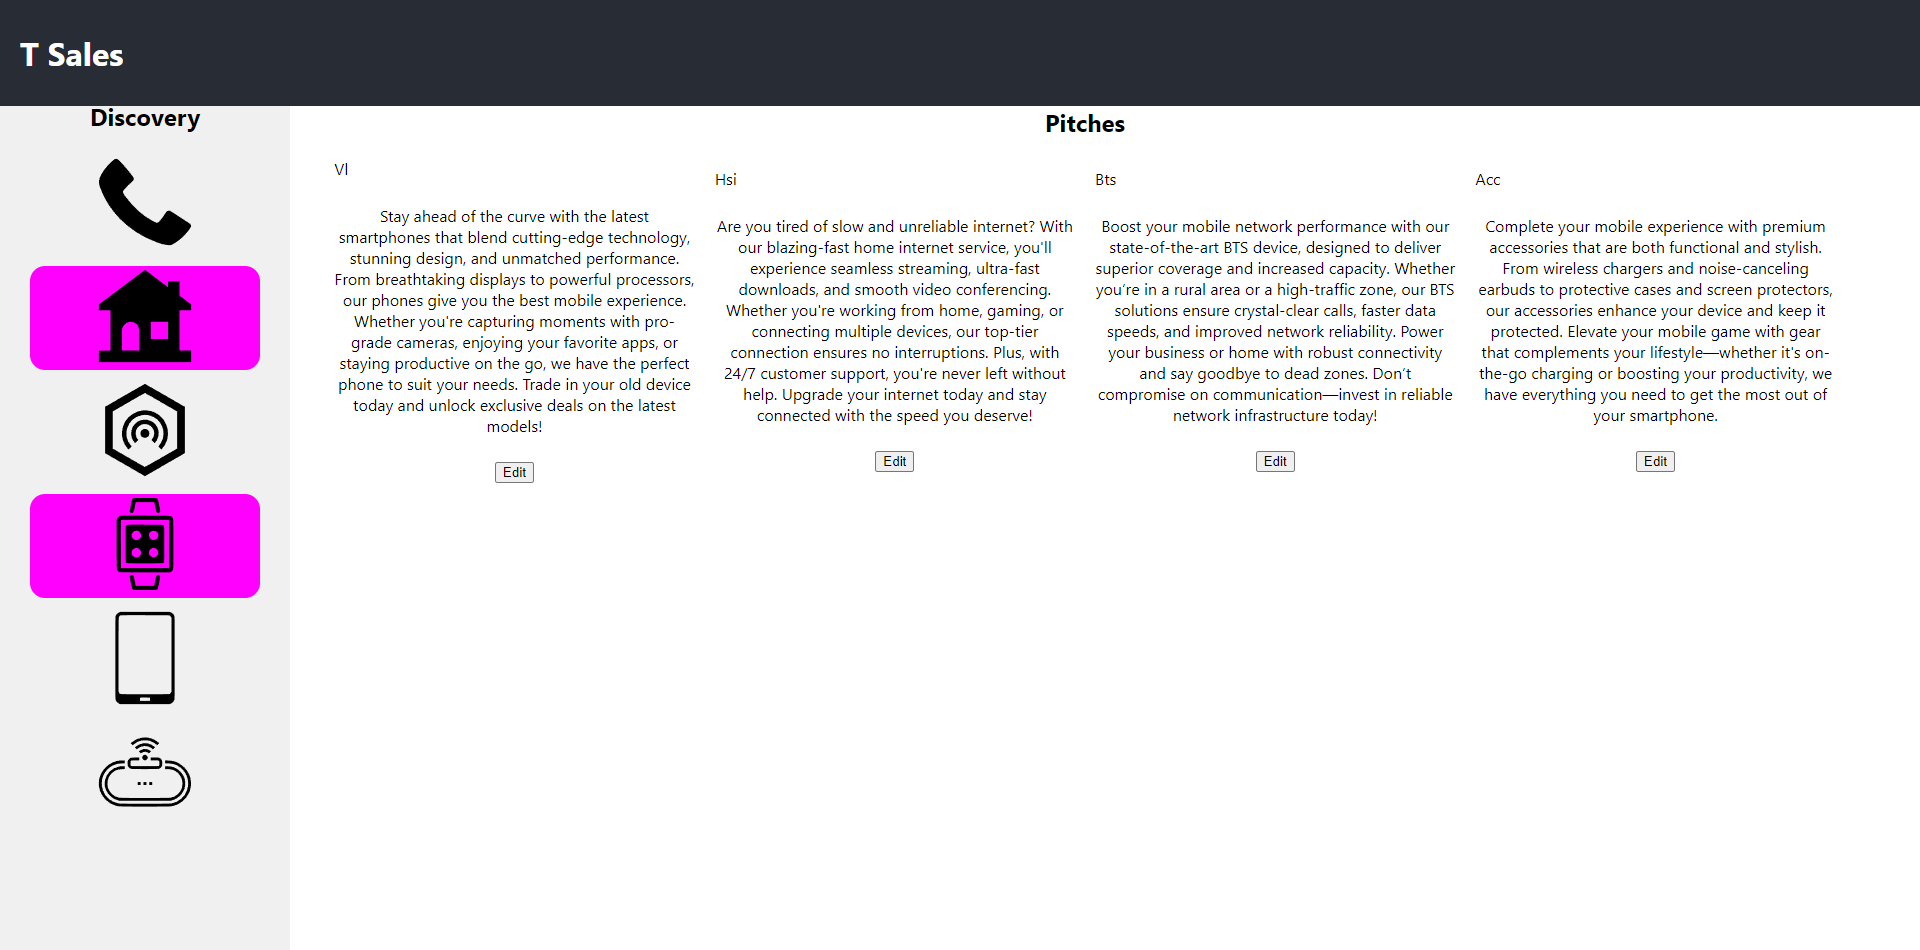 T Sales
Discovery
Pitches
Vl
Stay ahead of the curve with the latest
smartphones that blend cutting-edge technology,
stunning design, and unmatched performance.
From breathtaking displays to powerful processors,
our phones give you the best mobile experience.
Whether you're capturing moments with pro-
grade cameras, enjoying your favorite apps, or
staying productive on the go, we have the perfect
phone to suit your needs. Trade in your old device
today and unlock exclusive deals on the latest
models!
Edit
Hsi
Are you tired of slow and unreliable internet? With
our blazing-fast home internet service, you'll
experience seamless streaming, ultra-fast
downloads, and smooth video conferencing.
Whether you're working from home, gaming, or
connecting multiple devices, our top-tier
connection ensures no interruptions. Plus, with
24/7 customer support, you're never left without
help. Upgrade your internet today and stay
connected with the speed you deserve!
Edit
Bts
Boost your mobile network performance with our
state-of-the-art BTS device, designed to deliver
superior coverage and increased capacity. Whether
you're in a rural area or a high-traffic zone, our BTS
solutions ensure crystal-clear calls, faster data
speeds, and improved network reliability. Power
your business or home with robust connectivity
and say goodbye to dead zones. Don't
compromise on communication—invest in reliable
network infrastructure today!
Edit
Acc
Complete your mobile experience with premium
accessories that are both functional and stylish.
From wireless chargers and noise-canceling
earbuds to protective cases and screen protectors,
our accessories enhance your device and keep it
protected. Elevate your mobile game with gear
that complements your lifestyle—whether it's on-
the-go charging or boosting your productivity, we
have everything you need to get the most out of
your smartphone.
Edit